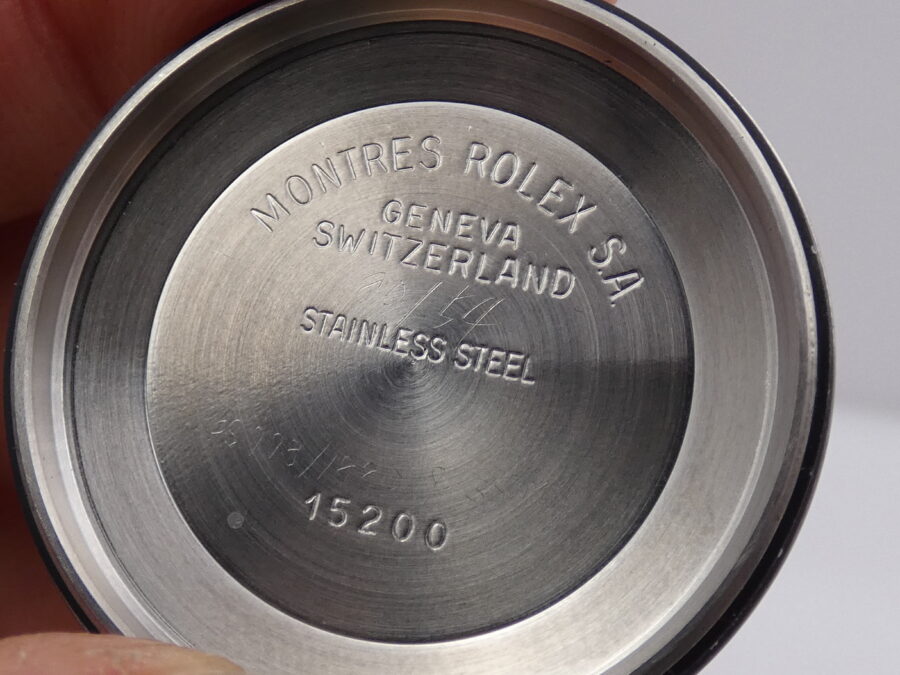 MONTRES ROLEX S.A.
GENEVA
SWITZERLAND
STAINLESS STEEL
15200